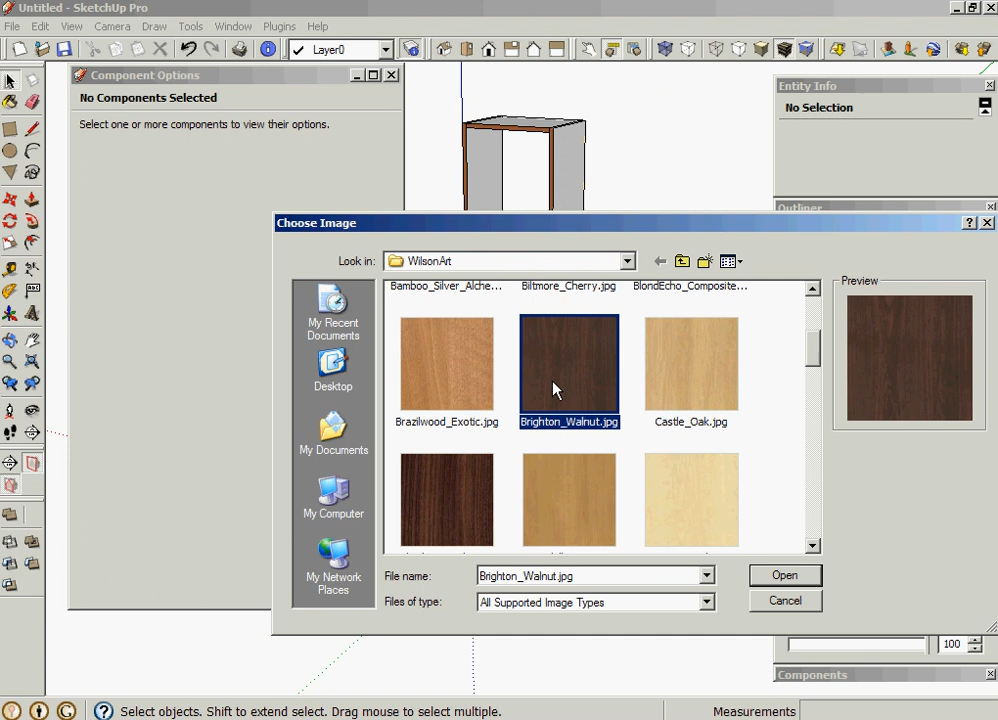 Untitled - SketchUp Pro
File Edit View Camera Draw Tools Window Plugins Help
Layer0
Component Options
No Components Selected
Select one or more components to view their options.
Entity Info
No Selection
Outliner
Choose Image
Look in: WilsonArt
Bamboo_Silver_Alche... Biltmore_Cherry.jpg BlondEcho_Composite...
My Recent
Documents
Desktop
My Documents
My Computer
My Network
Places
Brazilwood_Exotic.jpg Brighton_Walnut.jpg Castle_Oak.jpg
Preview
File name: Brighton_Walnut.jpg Open
Files of type: All Supported Image Types Cancel
100
Components
Select objects. Shift to extend select. Drag mouse to select multiple. Measurements